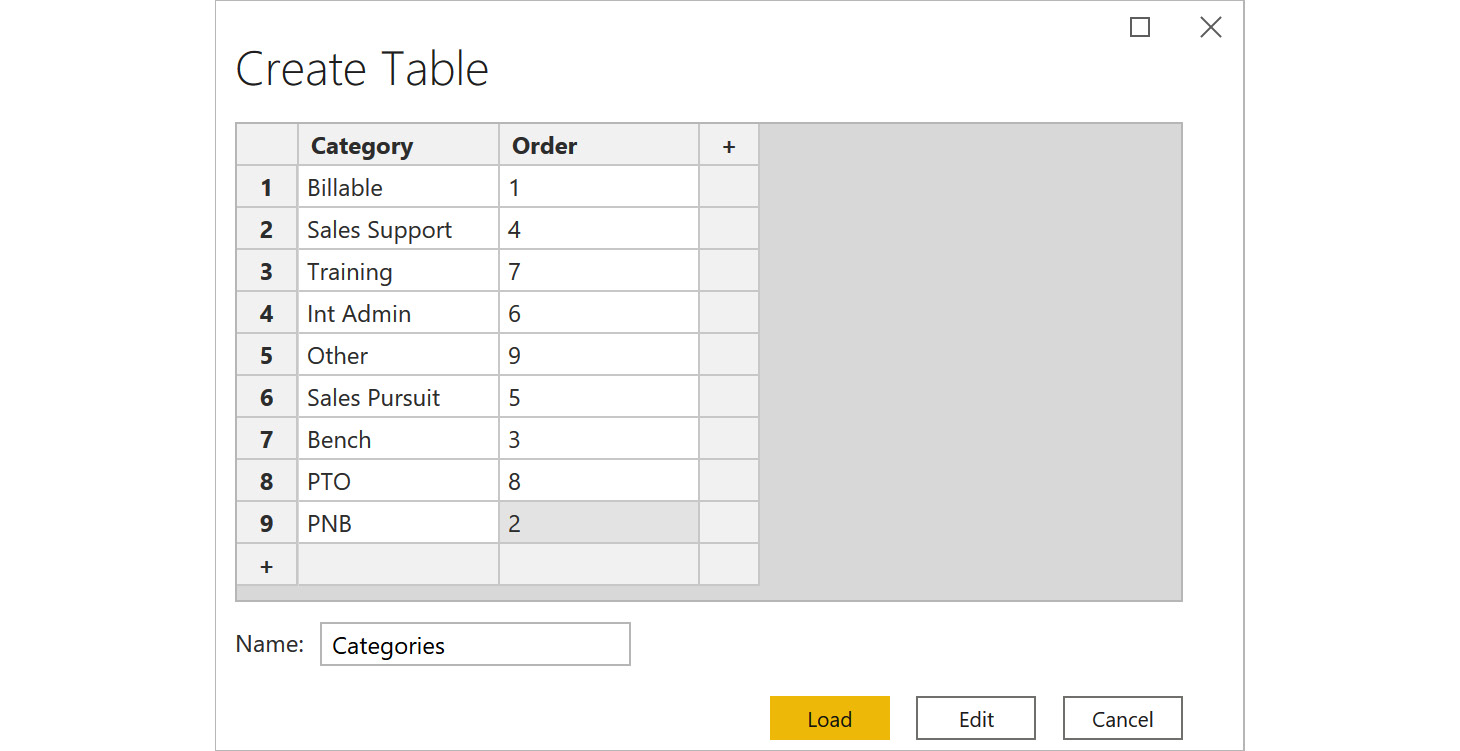 Create Table
Category Order +
1 Billable 1
2 Sales Support 4
3 Training 7
4 Int Admin 6
5 Other 9
6 Sales Pursuit 5
7 Bench 3
8 PTO 8
9 PNB 2
+
Name: Categories
Load Edit Cancel